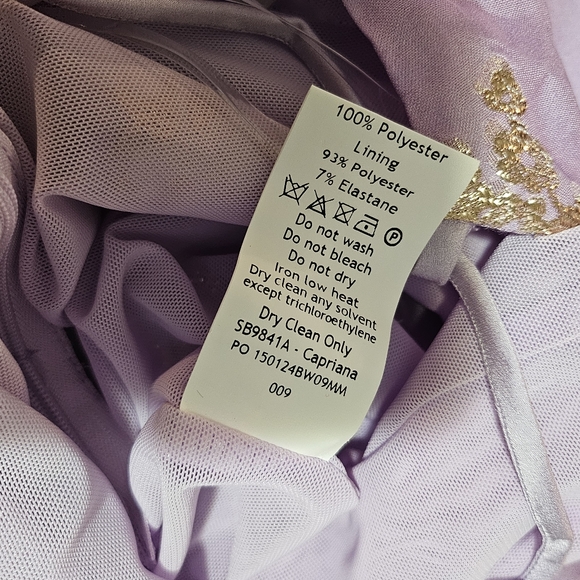 100% Polyester
Lining
93% Polyester
7% Elastane
P
Do not wash
Do not bleach
Do not dry
Iron low heat
Dry clean any solvent
except trichloroethylene
Dry Clean Only
SB9841A - Capriana
PO 150124BW09MM
009